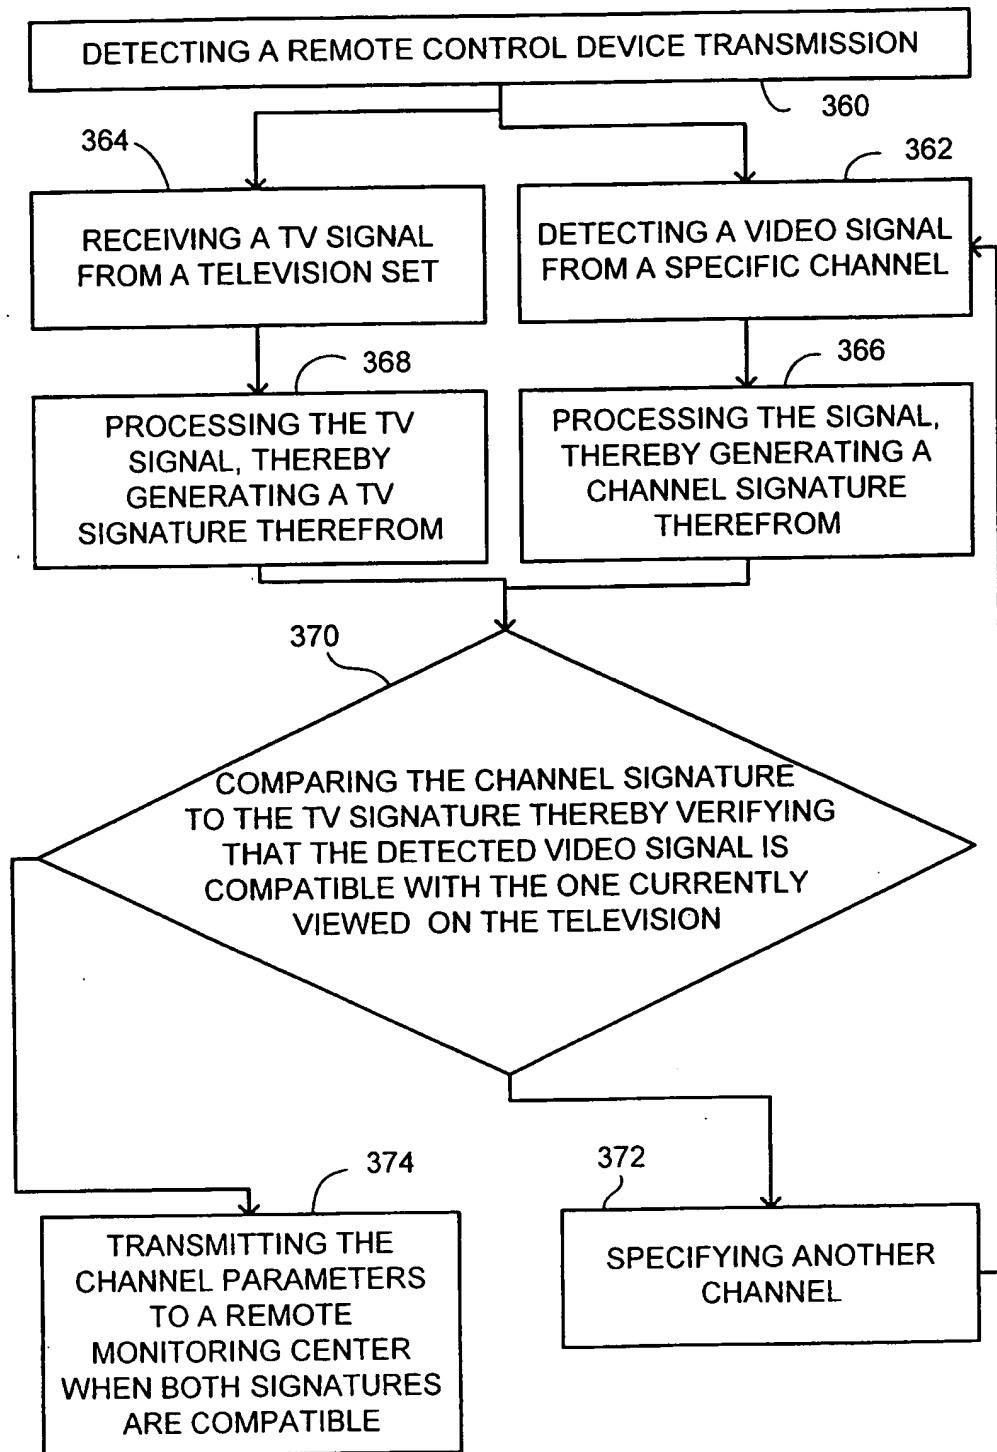 DETECTING A REMOTE CONTROL DEVICE TRANSMISSION
360
364
362
RECEIVING A TV SIGNAL
FROM A TELEVISION SET
DETECTING A VIDEO SIGNAL
FROM A SPECIFIC CHANNEL
368
366
PROCESSING THE TV
SIGNAL, THEREBY
GENERATING A TV
SIGNATURE THEREFROM
PROCESSING THE SIGNAL,
THEREBY GENERATING A
CHANNEL SIGNATURE
THEREFROM
370
COMPARING THE CHANNEL SIGNATURE
TO THE TV SIGNATURE THEREBY VERIFYING
THAT THE DETECTED VIDEO SIGNAL IS
COMPATIBLE WITH THE ONE CURRENTLY
VIEWED ON THE TELEVISION
374
372
TRANSMITTING THE
CHANNEL PARAMETERS
TO A REMOTE
MONITORING CENTER
WHEN BOTH SIGNATURES
ARE COMPATIBLE
SPECIFYING ANOTHER
CHANNEL